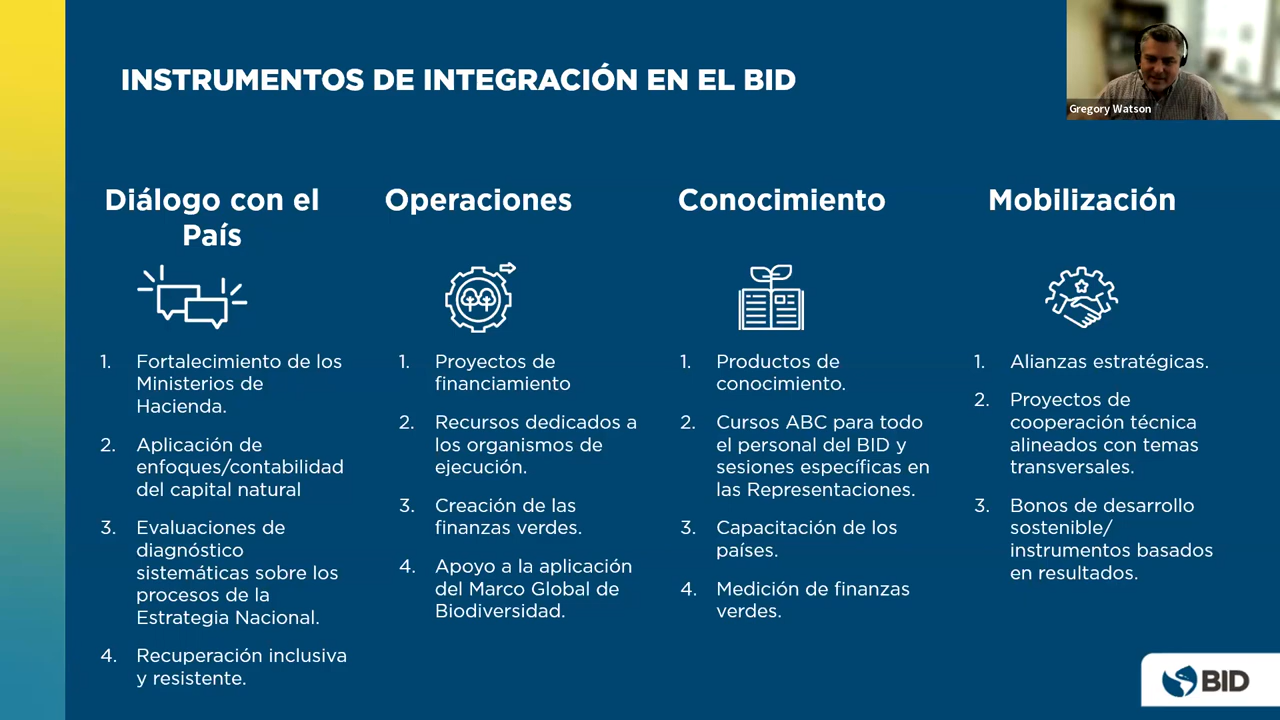 INSTRUMENTOS DE INTEGRACIÓN EN EL BID
Gregory Watson
Diálogo con el
País
1. Fortalecimiento de los
Ministerios de
Hacienda.
2. Aplicación de
enfoques/contabilidad
del capital natural
3. Evaluaciones de
diagnóstico
sistemáticas sobre los
procesos de la
Estrategia Nacional.
4. Recuperación inclusiva
y resistente.
Operaciones
1. Proyectos de
financiamiento
2. Recursos dedicados a
los organismos de
ejecución.
3. Creación de las
finanzas verdes.
4. Apoyo a la aplicación
del Marco Global de
Biodiversidad.
Conocimiento
1. Productos de
conocimiento.
2. Cursos ABC para todo
el personal del BID y
sesiones específicas en
las Representaciones.
3. Capacitación de los
países.
4. Medición de finanzas
verdes.
Mobilización
1. Alianzas estratégicas.
2. Proyectos de
cooperación técnica
alineados con temas
transversales.
3. Bonos de desarrollo
sostenible/
instrumentos basados
en resultados.
BID